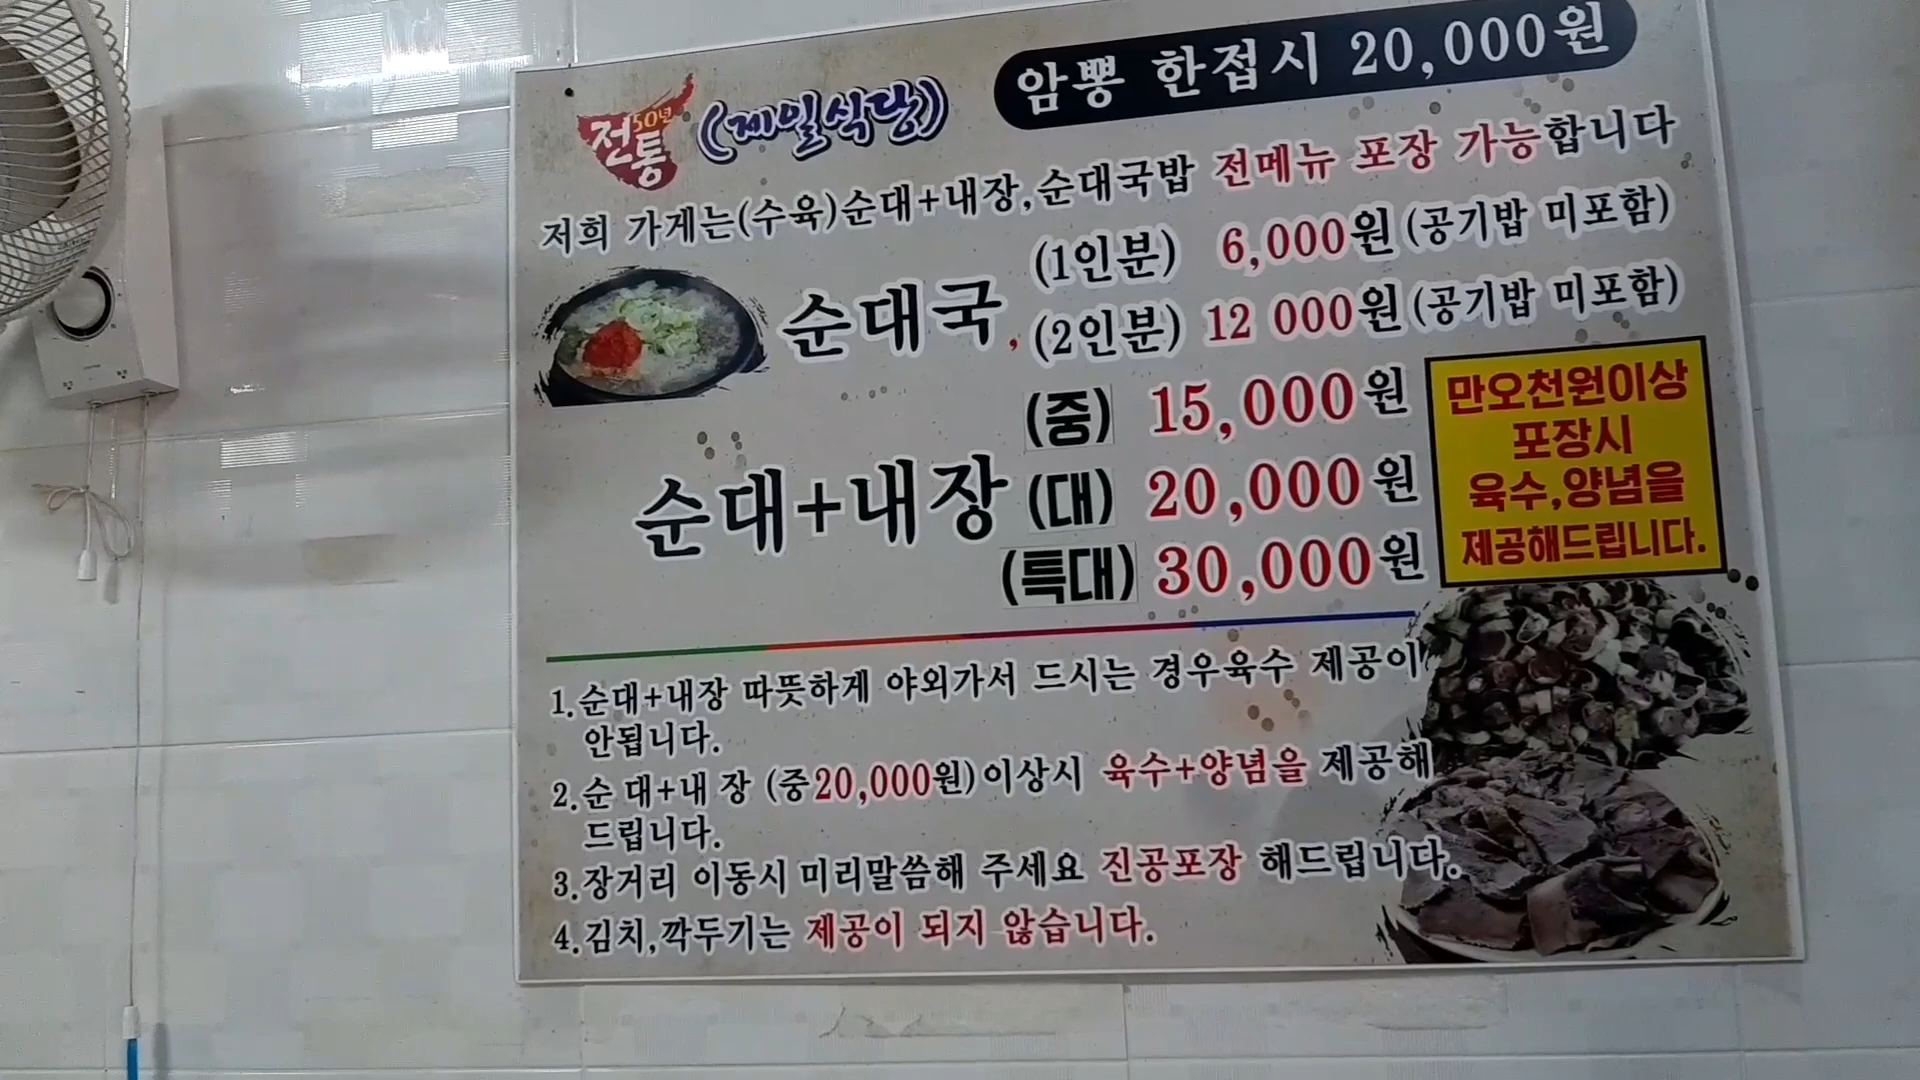 암뽕 한접시 20,000원
50년
전통
(제일식당)
저희 가게는(수육)순대+내장,순대국밥 전메뉴 포장 가능합니다
순대국
(1인분) 6,000원 (공기밥 미포함)
(2인분) 12 000원 (공기밥 미포함)
순대+내장
(중) 15,000원
(대) 20,000원
(특대) 30,000원
만오천원이상
포장시
육수,양념을
제공해드립니다.
1.순대+내장 따뜻하게 야외가서 드시는 경우육수 제공이
안됩니다.
2.순 대+내 장 (중20,000원)이상시 육수+양념을 제공해
드립니다.
3.장거리 이동시 미리말씀해 주세요 진공포장 해드립니다.
4.김치,깍두기는 제공이 되지 않습니다.